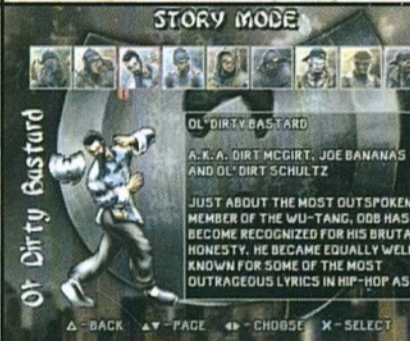 STORY MODE
Ol' Dirty Bastard
OL' DIRTY BASTARD
A.K.A. DIRT MCGIRT, JOE BANANAS
AND OL' DIRT SCHULTZ
JUST ABOUT THE MOST OUTSPOKEN
MEMBER OF THE WU-TANG, ODB HAS
BECOME RECOGNIZED FOR HIS BRUTA
HONESTY. HE BECAME EQUALLY WELL
KNOWN FOR SOME OF THE MOST
OUTRAGEOUS LYRICS IN HIP-HOP AS
△ - BACK ▲▼ - PAGE ◀▶ - CHOOSE X - SELECT